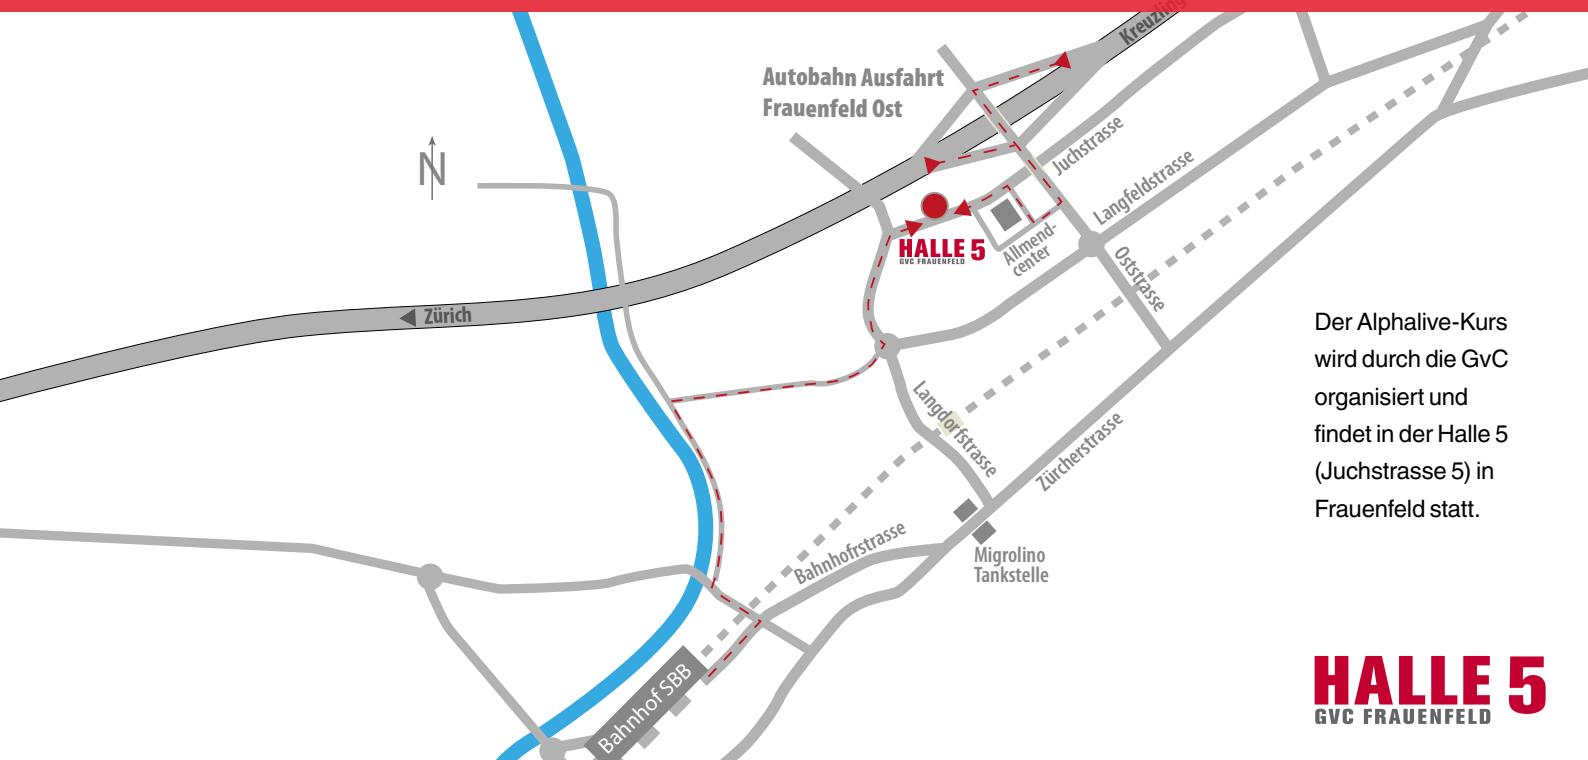 Kreuzlingen
Autobahn Ausfahrt
Frauenfeld Ost
N
Juchstrasse
Langfeldstrasse
HALLE 5
GVC FRAUENFELD
Allmend-
center
Oststrasse
Zürich
Langdorfstrasse
Zürcherstrasse
Bahnhofrstrasse
Migrolino
Tankstelle
Bahnhof SBB
Der Alphalive-Kurs
wird durch die GvC
organisiert und
findet in der Halle 5
(Juchstrasse 5) in
Frauenfeld statt.
HALLE 5
GVC FRAUENFELD